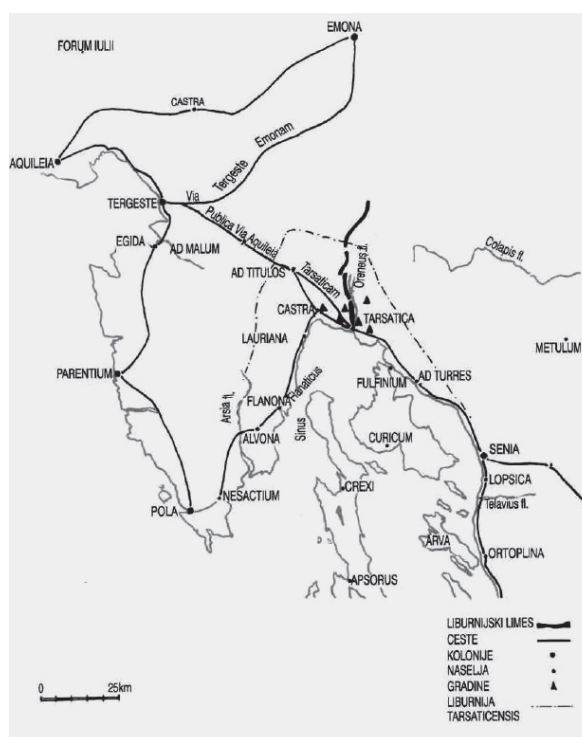 EMONA
FORUM IULII
CASTRA
AQUILEIA
TERGESTE
Via
Tergeste
Emonam
Publica Via Aquileia
Tarsaticam
EGIDA
AD MALUM
AD TITULOS
Oreneus fl.
Colapis fl.
CASTRA
TARSATICA
LAURIANA
METULUM
PARENTIUM
FULFINIUM
AD TURRES
Arsia fl.
FLANONA
Flanaticus
Sinus
ALVONA
CURICUM
SENIA
LOPSICA
NESACTIUM
CREXI
Telavius fl.
POLA
ARVA
ORTOPLINA
APSORUS
LIBURNIJSKI LIMES
CESTE
KOLONIJE
NASELJA
GRADINE
LIBURNIJA
TARSATICENSIS
0 25km